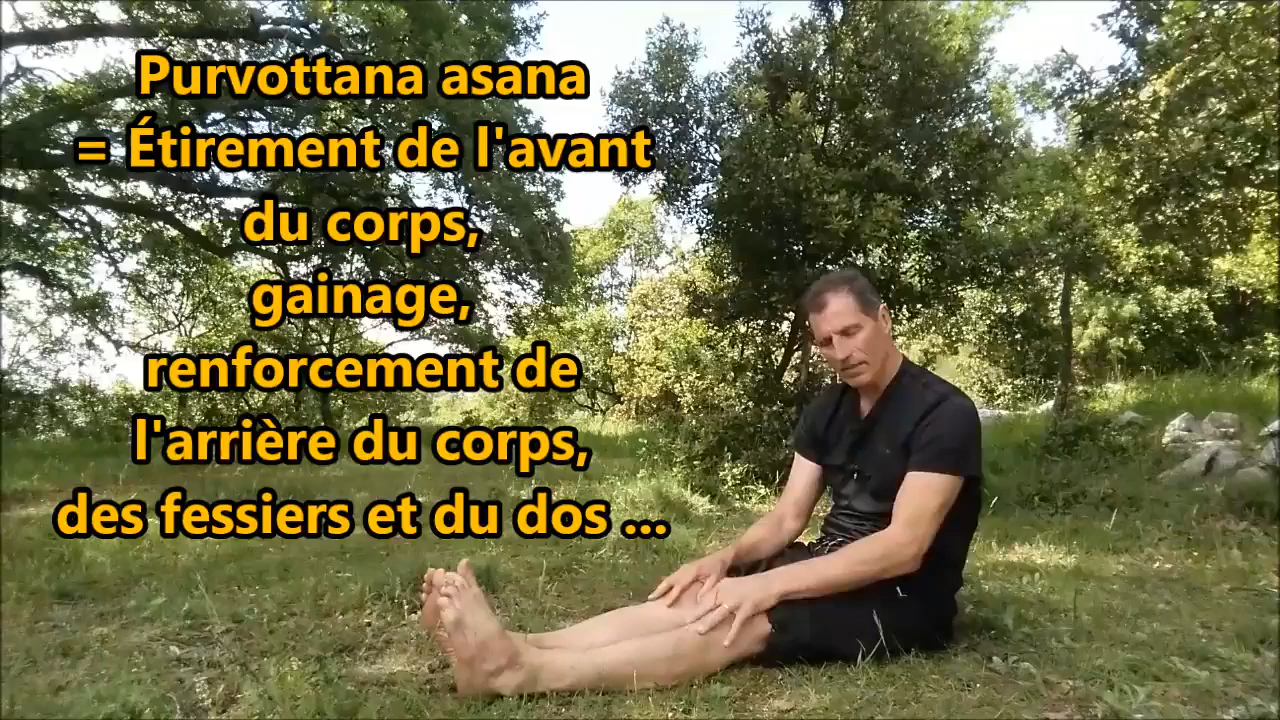 Purvottana asana
= Étirement de l'avant
du corps,
gainage,
renforcement de
l'arrière du corps,
des fessiers et du dos ...